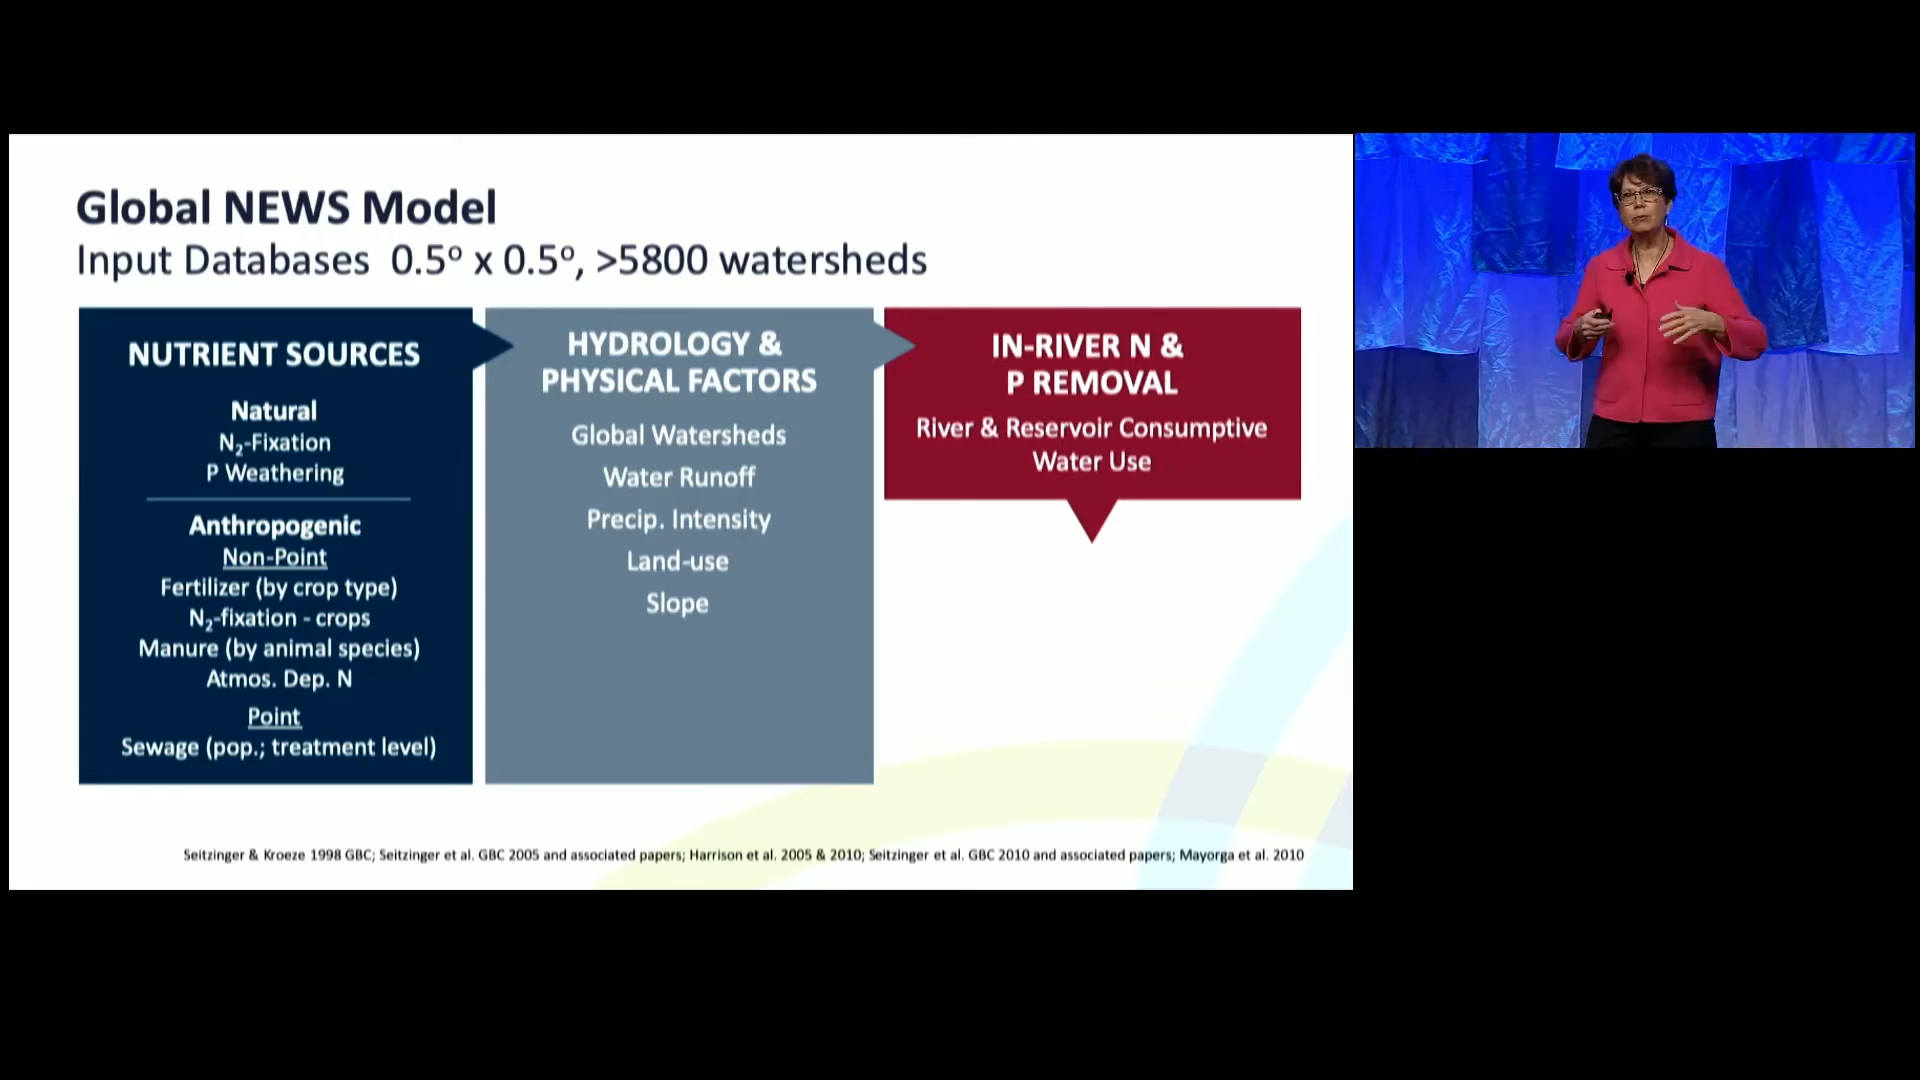 Global NEWS Model
Input Databases 0.5º x 0.5º, >5800 watersheds
NUTRIENT SOURCES
Natural
N₂-Fixation
P Weathering
Anthropogenic
Non-Point
Fertilizer (by crop type)
N₂-fixation - crops
Manure (by animal species)
Atmos. Dep. N
Point
Sewage (pop.; treatment level)
HYDROLOGY &
PHYSICAL FACTORS
Global Watersheds
Water Runoff
Precip. Intensity
Land-use
Slope
IN-RIVER N &
P REMOVAL
River & Reservoir Consumptive
Water Use
Seitzinger & Kroeze 1998 GBC; Seitzinger et al. GBC 2005 and associated papers; Harrison et al. 2005 & 2010; Seitzinger et al. GBC 2010 and associated papers; Mayorga et al. 2010